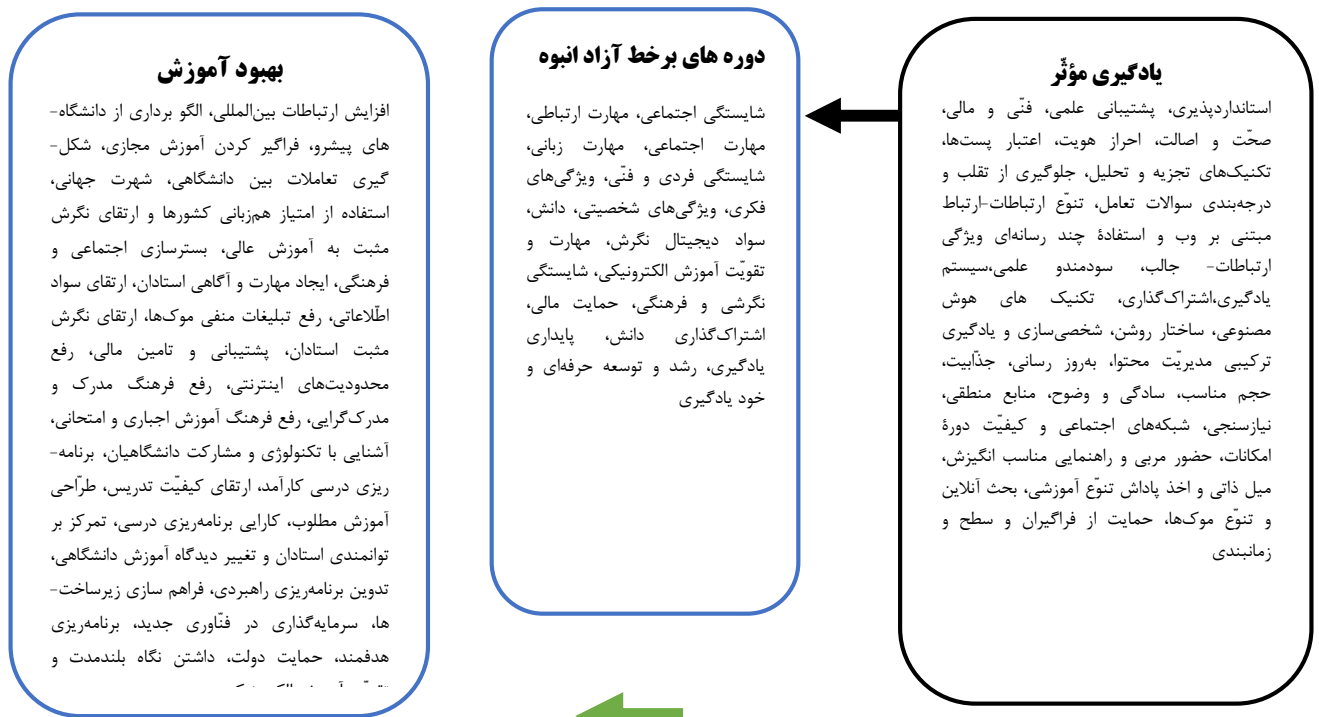 یادگیری مؤثّر
استانداردپذیری، پشتیبانی علمی، فنّی و مالی،
صحّت و اصالت، احراز هویت، اعتبار پست‌ها،
تکنیک‌های تجزیه و تحلیل، جلوگیری از تقلب و
درجه‌بندی سوالات تعامل، تنوّع ارتباطات-ارتباط
مبتنی بر وب و استفادۀ چند رسانه‌ای ویژگی
ارتباطات- جالب، سودمندو علمی،سیستم
یادگیری،اشتراک‌گذاری، تکنیک های هوش
مصنوعی، ساختار روشن، شخصی‌سازی و یادگیری
ترکیبی مدیریّت محتوا، به‌روز رسانی، جذّابیت،
حجم مناسب، سادگی و وضوح، منابع منطقی،
نیازسنجی، شبکه‌های اجتماعی و کیفیّت دورۀ
امکانات، حضور مربی و راهنمایی مناسب انگیزش،
میل ذاتی و اخذ پاداش تنوّع آموزشی، بحث آنلاین
و تنوّع موک‌ها، حمایت از فراگیران و سطح و
زمانبندی
دوره های برخط آزاد انبوه
شایستگی اجتماعی، مهارت ارتباطی،
مهارت اجتماعی، مهارت زبانی،
شایستگی فردی و فنّی، ویژگی‌های
فکری، ویژگی‌های شخصیتی، دانش،
سواد دیجیتال نگرش، مهارت و
تقویّت آموزش الکترونیکی، شایستگی
نگرشی و فرهنگی، حمایت مالی،
اشتراک‌گذاری دانش، پایداری
یادگیری، رشد و توسعه حرفه‌ای و
خود یادگیری
بهبود آموزش
افزایش ارتباطات بین‌المللی، الگو برداری از دانشگاه-
های پیشرو، فراگیر کردن آموزش مجازی، شکل-
گیری تعاملات بین دانشگاهی، شهرت جهانی،
استفاده از امتیاز هم‌زبانی کشورها و ارتقای نگرش
مثبت به آموزش عالی، بسترسازی اجتماعی و
فرهنگی، ایجاد مهارت و آگاهی استادان، ارتقای سواد
اطّلاعاتی، رفع تبلیغات منفی موک‌ها، ارتقای نگرش
مثبت استادان، پشتیبانی و تامین مالی، رفع
محدودیت‌های اینترنتی، رفع فرهنگ مدرک و
مدرک‌گرایی، رفع فرهنگ آموزش اجباری و امتحانی،
آشنایی با تکنولوژی و مشارکت دانشگاهیان، برنامه-
ریزی درسی کارآمد، ارتقای کیفیّت تدریس، طرّاحی
آموزش مطلوب، کارایی برنامه‌ریزی درسی، تمرکز بر
توانمندی استادان و تغییر دیدگاه آموزش دانشگاهی،
تدوین برنامه‌ریزی راهبردی، فراهم سازی زیرساخت-
ها، سرمایه‌گذاری در فنّاوری جدید، برنامه‌ریزی
هدفمند، حمایت دولت، داشتن نگاه بلندمدت و